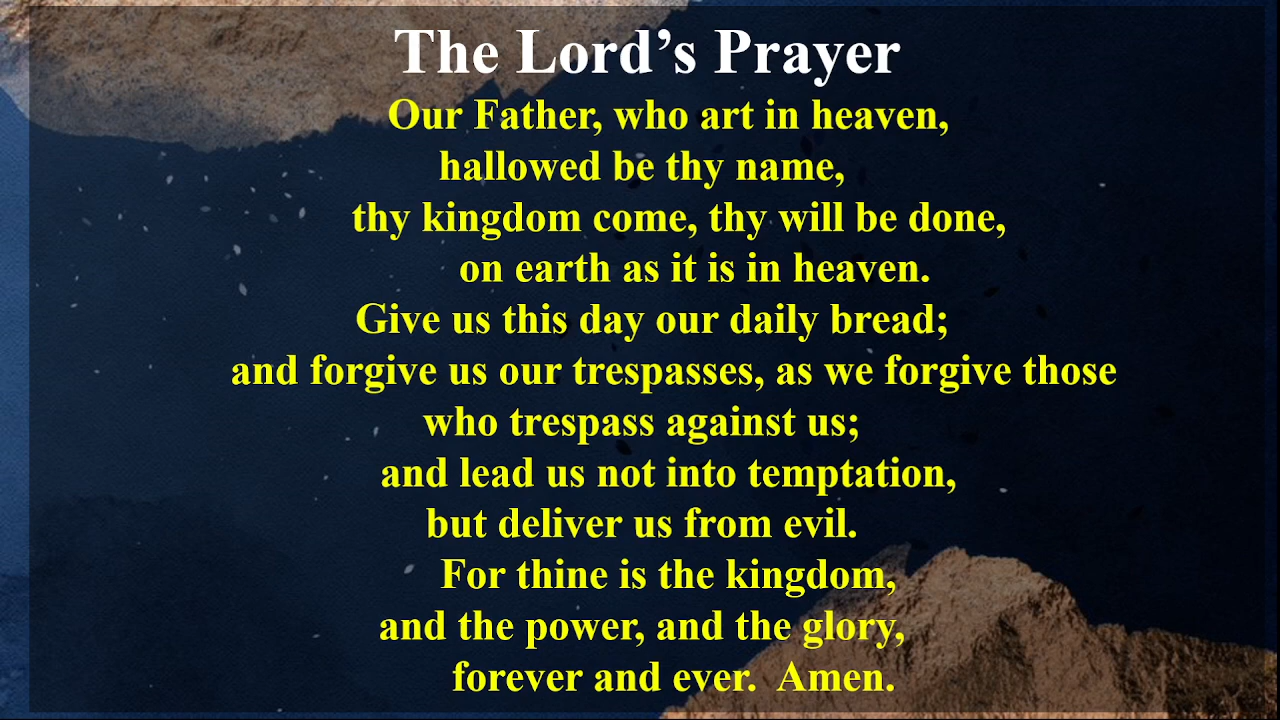 The Lord’s Prayer
Our Father, who art in heaven,
hallowed be thy name,
thy kingdom come, thy will be done,
on earth as it is in heaven.
Give us this day our daily bread;
and forgive us our trespasses, as we forgive those
who trespass against us;
and lead us not into temptation,
but deliver us from evil.
For thine is the kingdom,
and the power, and the glory,
forever and ever.  Amen.